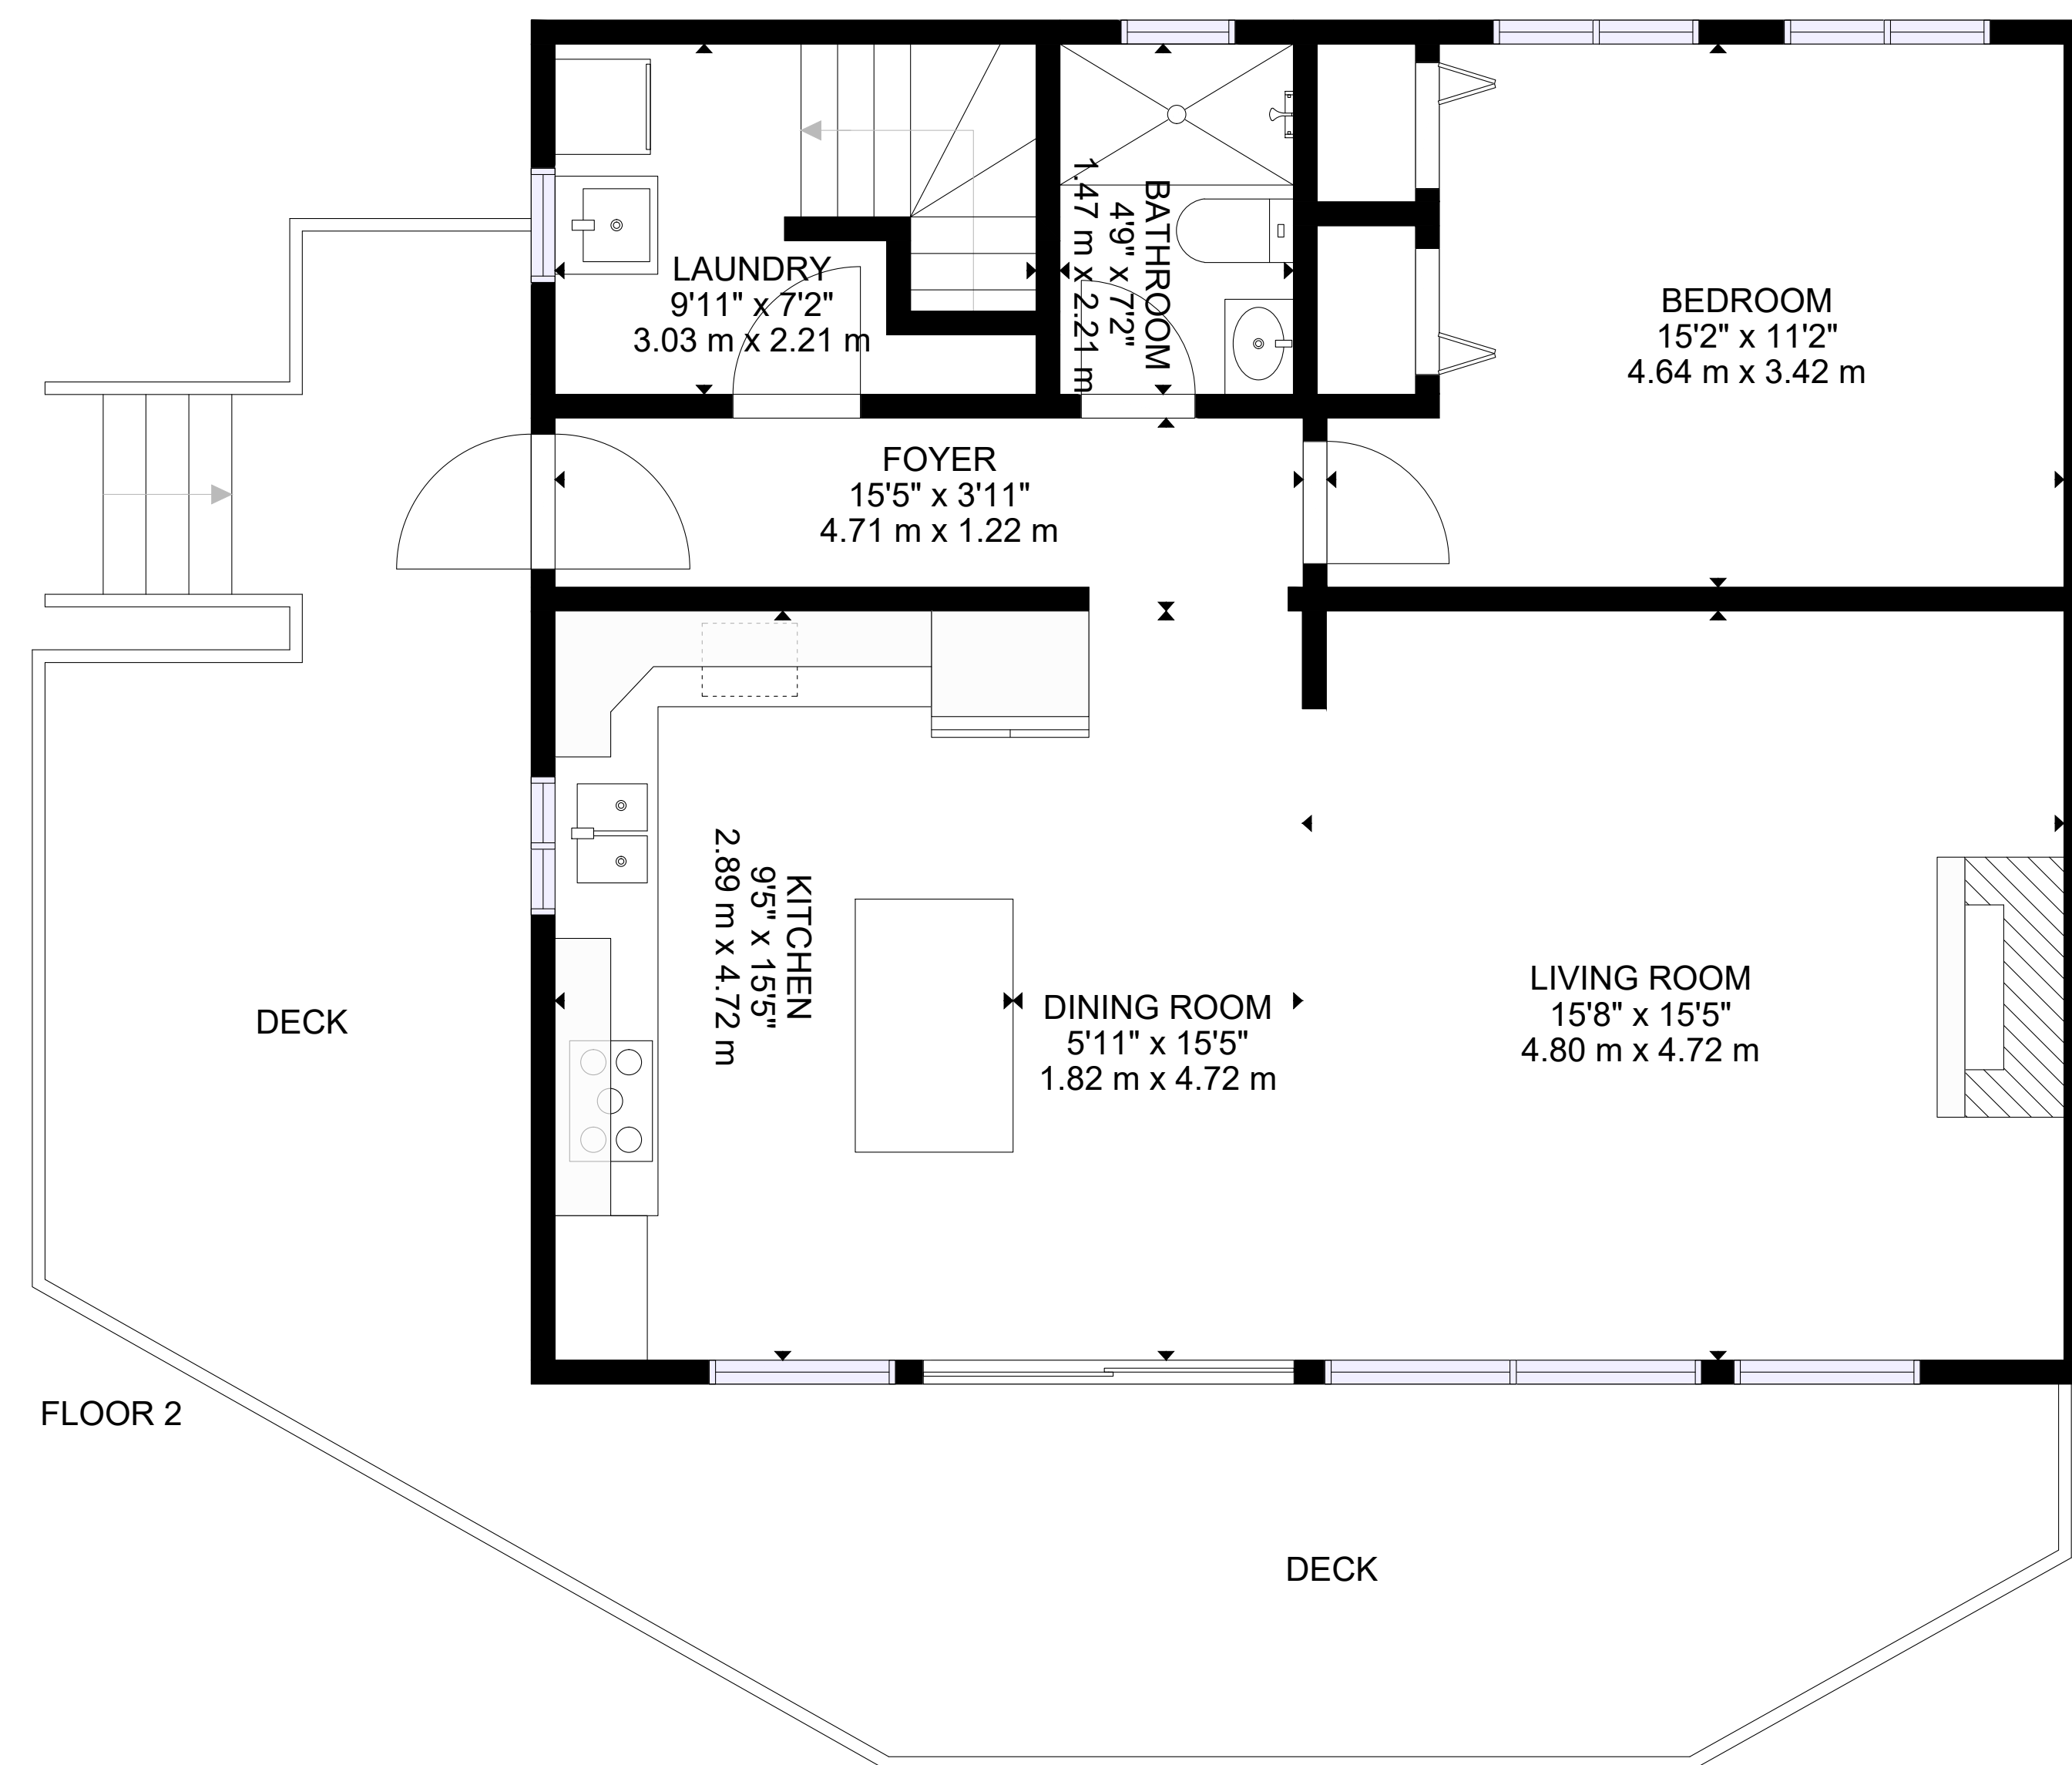 LAUNDRY
9'11" x 7'2"
3.03 m x 2.21 m
BATHROOM
4'9" x 7'2"
1.47 m x 2.21 m
BEDROOM
15'2" x 11'2"
4.64 m x 3.42 m
FOYER
15'5" x 3'11"
4.71 m x 1.22 m
KITCHEN
9'5" x 15'5"
2.89 m x 4.72 m
DINING ROOM
5'11" x 15'5"
1.82 m x 4.72 m
LIVING ROOM
15'8" x 15'5"
4.80 m x 4.72 m
DECK
FLOOR 2
DECK